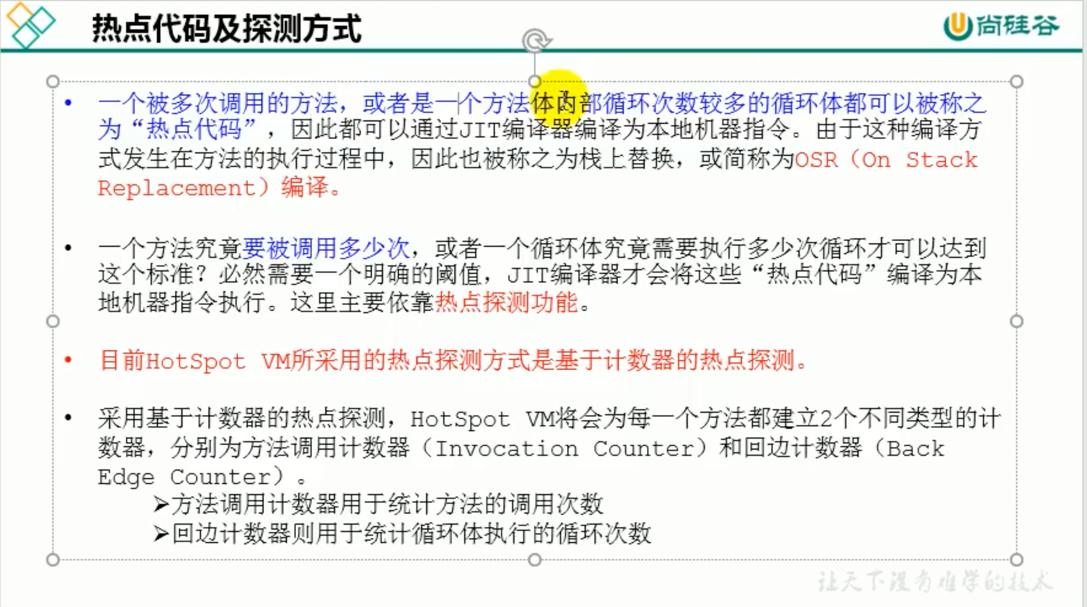 热点代码及探测方式
尚硅谷
• 一个被多次调用的方法，或者是一个方法体内部循环次数较多的循环体都可以被称之
为“热点代码”，因此都可以通过JIT编译器编译为本地机器指令。由于这种编译方
式发生在方法的执行过程中，因此也被称之为栈上替换，或简称为OSR（On Stack
Replacement）编译。
• 一个方法究竟要被调用多少次，或者一个循环体究竟需要执行多少次循环才可以达到
这个标准？必然需要一个明确的阈值，JIT编译器才会将这些“热点代码”编译为本
地机器指令执行。这里主要依靠热点探测功能。
• 目前HotSpot VM所采用的热点探测方式是基于计数器的热点探测。
• 采用基于计数器的热点探测，HotSpot VM将会为每一个方法都建立2个不同类型的计
数器，分别为方法调用计数器（Invocation Counter）和回边计数器（Back
Edge Counter）。
➢方法调用计数器用于统计方法的调用次数
➢回边计数器则用于统计循环体执行的循环次数
让天下没有难学的技术